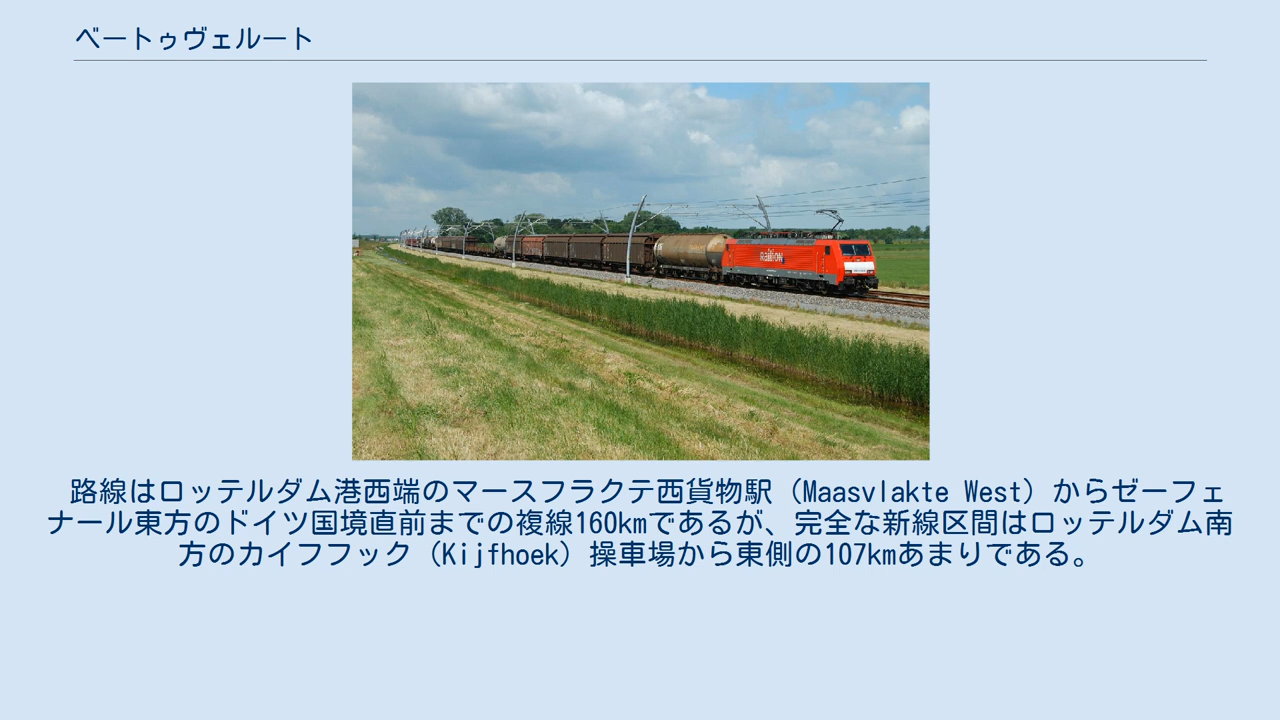 ベートゥヴェルート
RAILION
路線はロッテルダム港西端のマースフラクテ西貨物駅（Maasvlakte West）からゼーフェ
ナール東方のドイツ国境直前までの複線160kmであるが、完全な新線区間はロッテルダム南
方のカイフフック（Kijfhoek）操車場から東側の107kmあまりである。